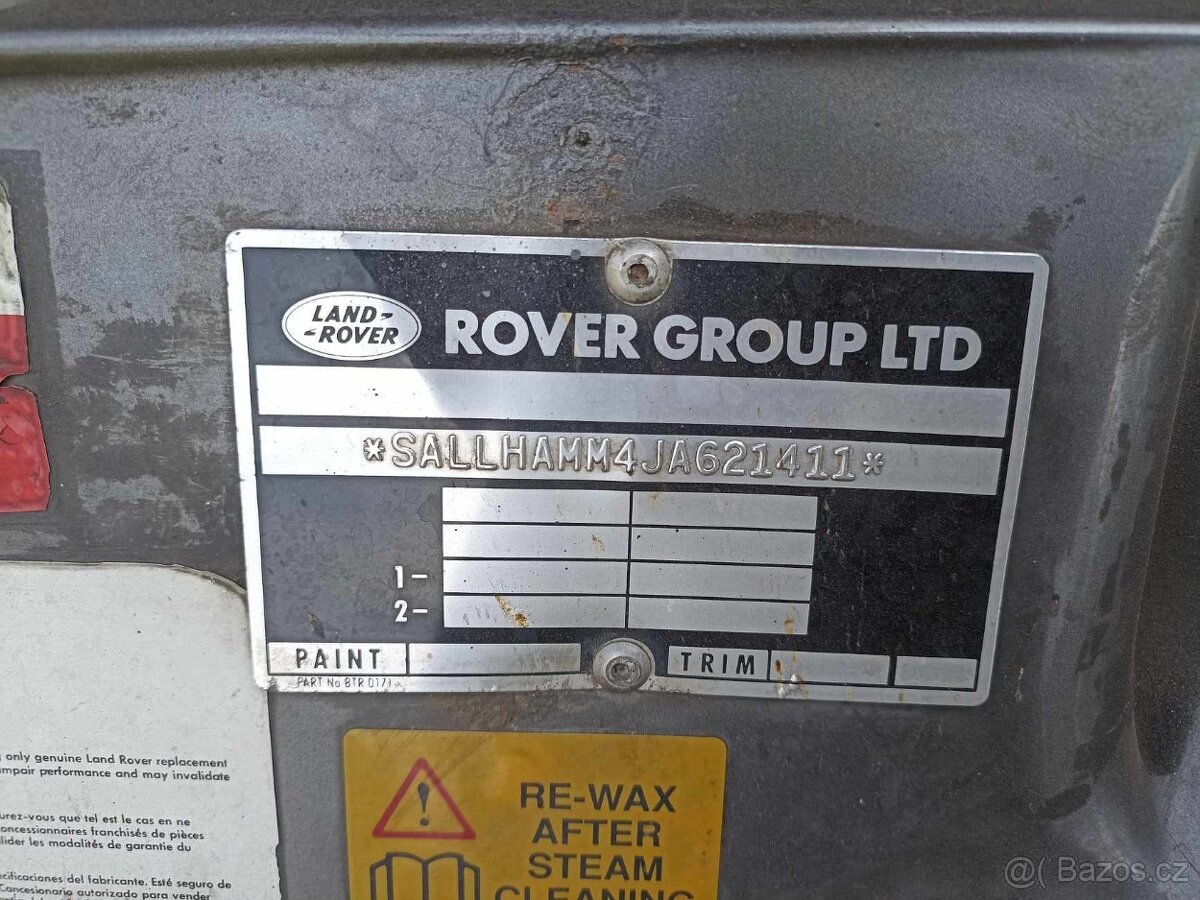 LAND-
-ROVER
ROVER GROUP LTD
*SALLHAMM4JA621411*
1-
2-
PAINT
TRIM
PART No BTR 0171
only genuine Land Rover replacement
impair performance and may invalidate
urez-vous que tel est le cas en ne
concessionnaires franchisés de pièces
lider les modalités de garantie du
ecificaciones del fabricante. Esté seguro de
Concesionario autorizado para vender
!
RE-WAX
AFTER
STEAM
CLEANING
@( Bazos.cz